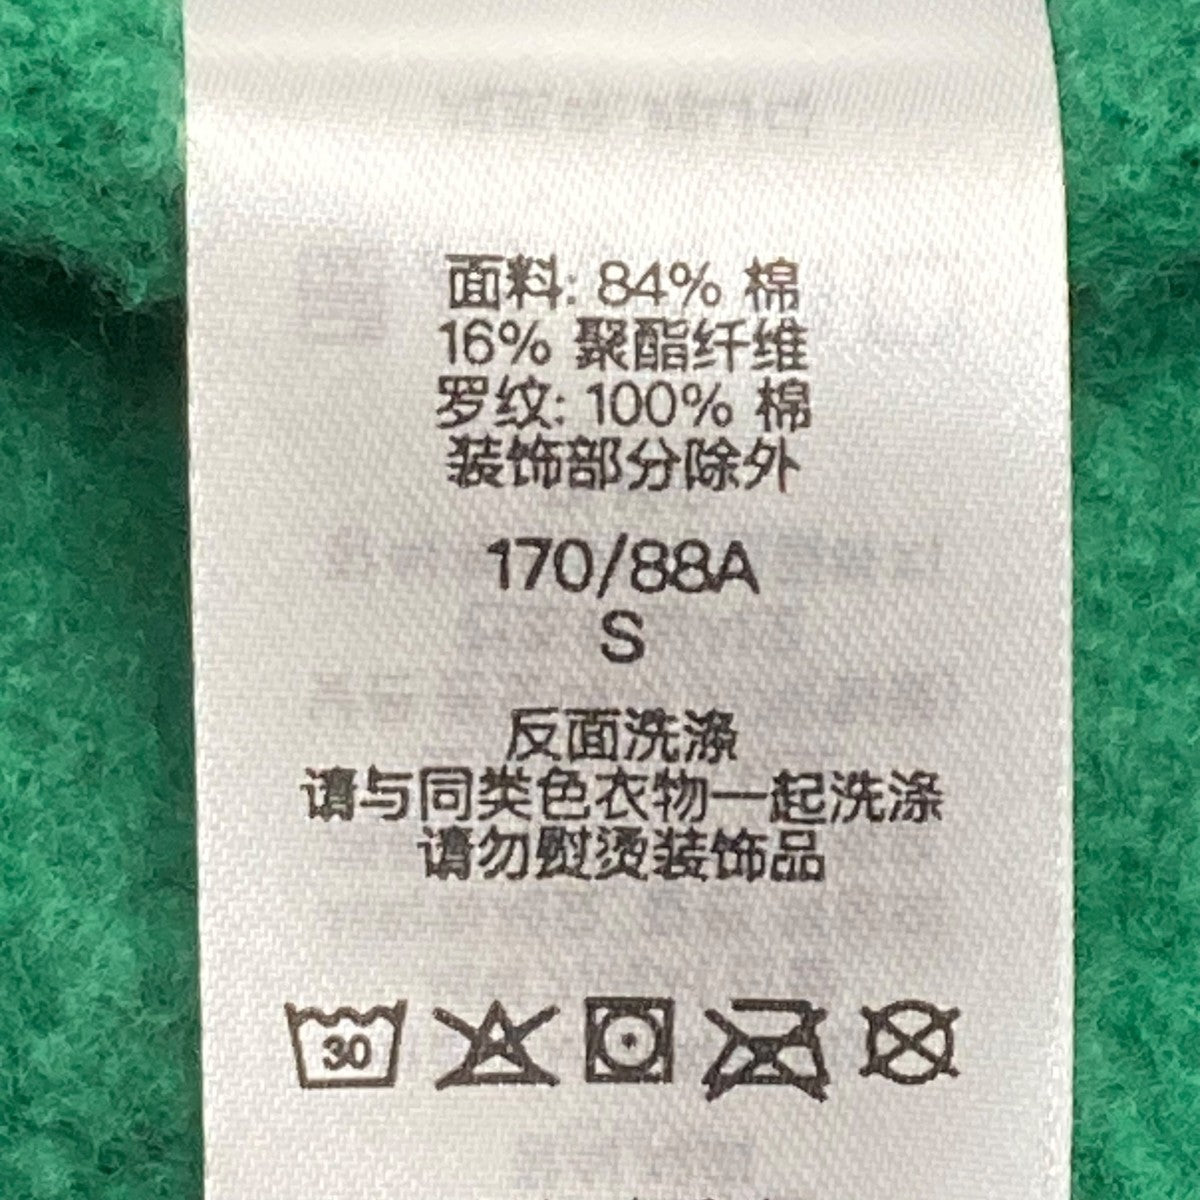 面料: 84% 棉
16% 聚酯纤维
罗纹: 100% 棉
装饰部分除外
170/88A
S
反面洗涤
请与同类色衣物一起洗涤
请勿熨烫装饰品
30